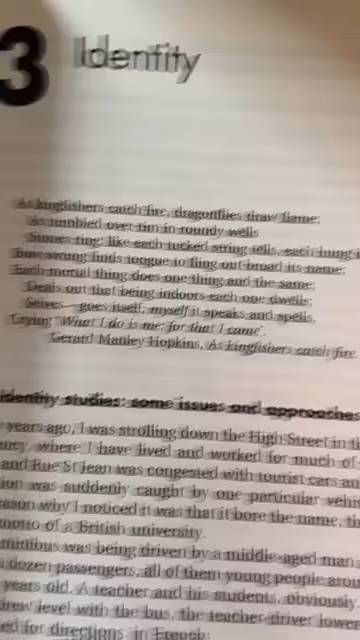 3 Identity
As kingfishers catch fire, dragonflies draw flame;
As tumbled over rim in roundy wells
Stones ring; like each tucked string tells, each hung
Bow swung finds tongue to fling out broad its name;
Each mortal thing does one thing and the same;
Deals out that being indoors each one dwells;
Selves—goes itself; myself it speaks and spells,
Crying 'What I do is me; for that I came'.
Gerard Manley Hopkins, As kingfishers catch fire
Identity studies: some issues and approaches
years ago, I was strolling down the High Street in
where I have lived and worked for much of
and Rue St Jean was congested with tourist cars an
ion was suddenly caught by one particular vehi
ason why I noticed it was that it bore the name, th
motto of a British university.
minibus was being driven by a middle-aged man
dozen passengers, all of them young people arou
years old. A teacher and his students, obviously.
drew level with the bus, the teacher-driver lowe
ed for directions, in French: